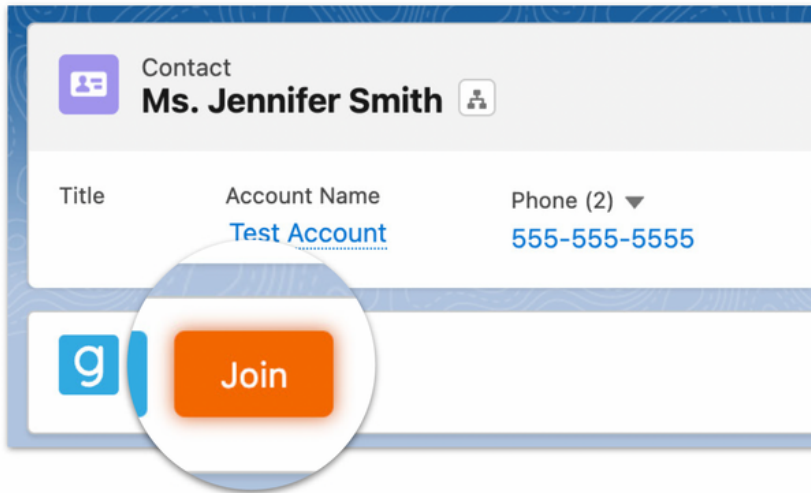 Contact
Ms. Jennifer Smith
Title Account Name Phone (2)
Test Account 555-555-5555
g Join